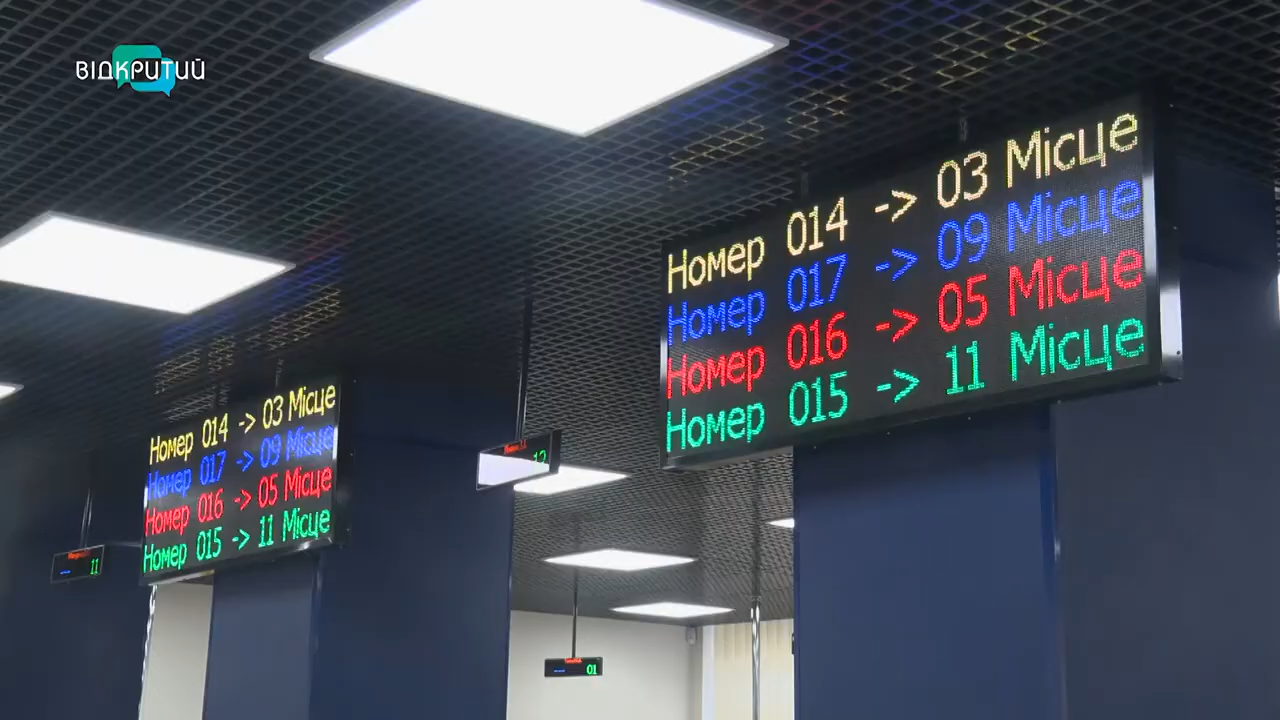 ВІДКРИТИЙ
Номер 014 -> 03 Місце
Номер 017 -> 09 Місце
Номер 016 -> 05 Місце
Номер 015 -> 11 Місце
Номер 014 -> 03 Місце
Номер 017 -> 09 Місце
Номер 016 -> 05 Місце
Номер 015 -> 11 Місце
12
11
01